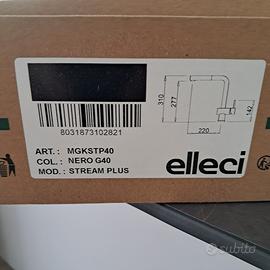 8031873102821
310
277
142
220
ART. : MGKSTP40
COL. : NERO G40
MOD. : STREAM PLUS
elleci
subito